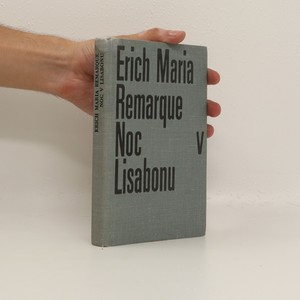 Erich Maria
Remarque
Noc v
Lisabonu
ERICH MARIA REMARQUE
NOC V LISABONU